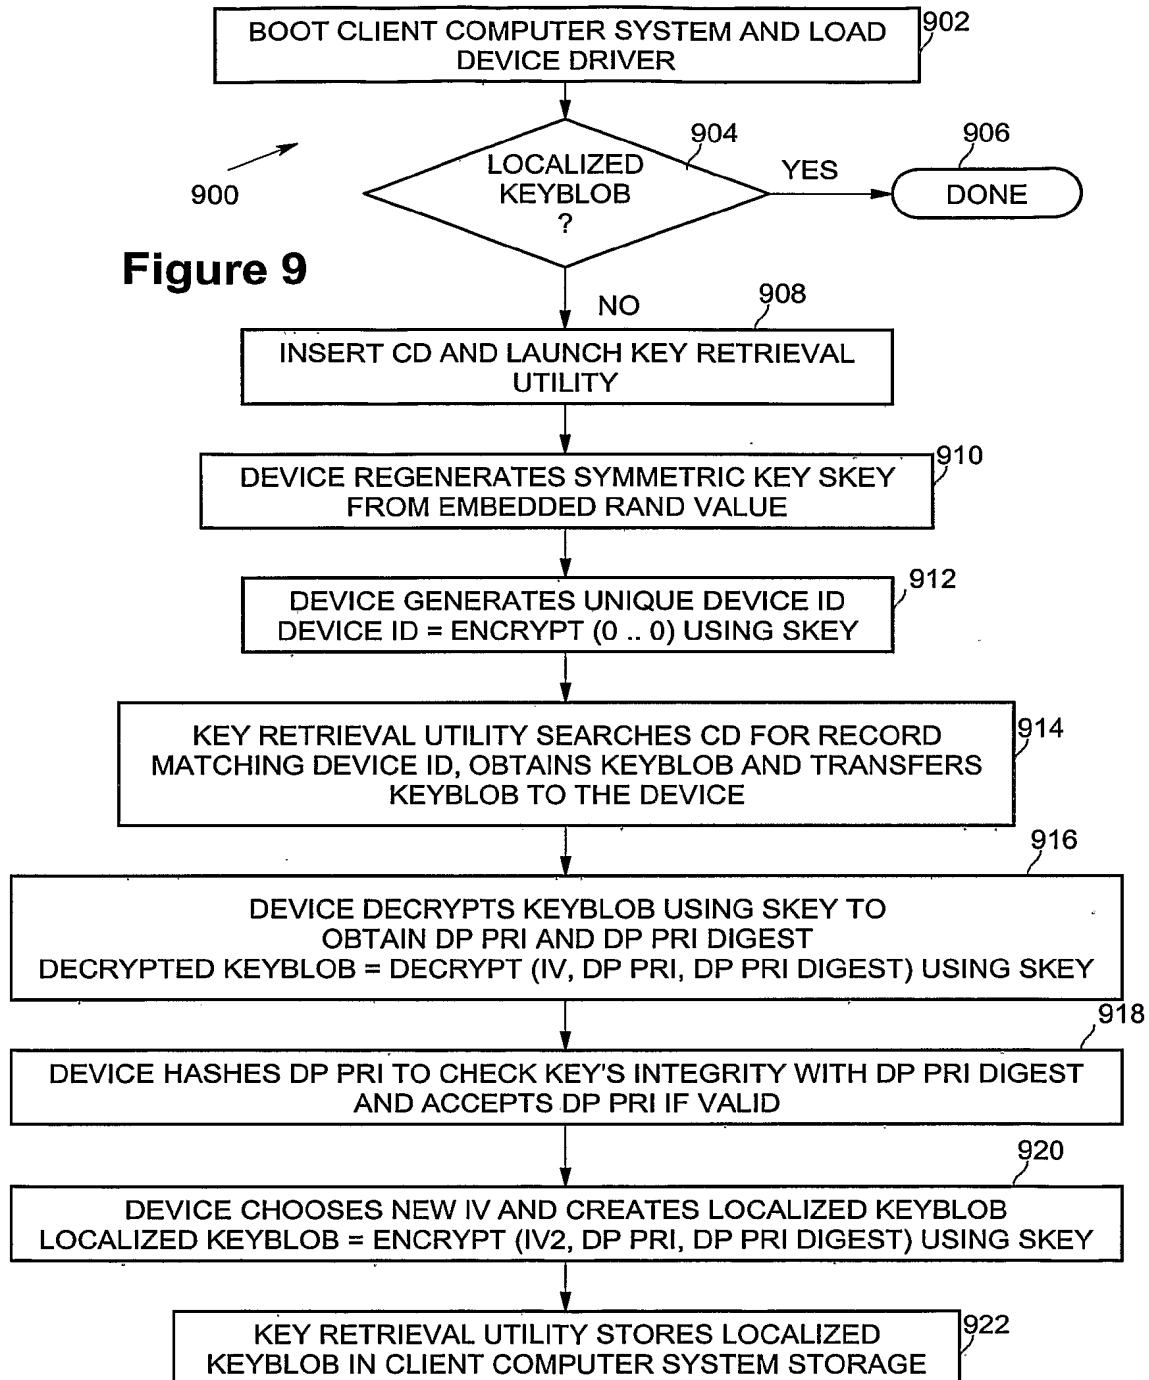 BOOT CLIENT COMPUTER SYSTEM AND LOAD
DEVICE DRIVER
902
904
LOCALIZED
KEYBLOB
?
YES
906
DONE
900
Figure 9
NO
908
INSERT CD AND LAUNCH KEY RETRIEVAL
UTILITY
910
DEVICE REGENERATES SYMMETRIC KEY SKEY
FROM EMBEDDED RAND VALUE
912
DEVICE GENERATES UNIQUE DEVICE ID
DEVICE ID = ENCRYPT (0 .. 0) USING SKEY
914
KEY RETRIEVAL UTILITY SEARCHES CD FOR RECORD
MATCHING DEVICE ID, OBTAINS KEYBLOB AND TRANSFERS
KEYBLOB TO THE DEVICE
916
DEVICE DECRYPTS KEYBLOB USING SKEY TO
OBTAIN DP PRI AND DP PRI DIGEST
DECRYPTED KEYBLOB = DECRYPT (IV, DP PRI, DP PRI DIGEST) USING SKEY
918
DEVICE HASHES DP PRI TO CHECK KEY'S INTEGRITY WITH DP PRI DIGEST
AND ACCEPTS DP PRI IF VALID
920
DEVICE CHOOSES NEW IV AND CREATES LOCALIZED KEYBLOB
LOCALIZED KEYBLOB = ENCRYPT (IV2, DP PRI, DP PRI DIGEST) USING SKEY
922
KEY RETRIEVAL UTILITY STORES LOCALIZED
KEYBLOB IN CLIENT COMPUTER SYSTEM STORAGE